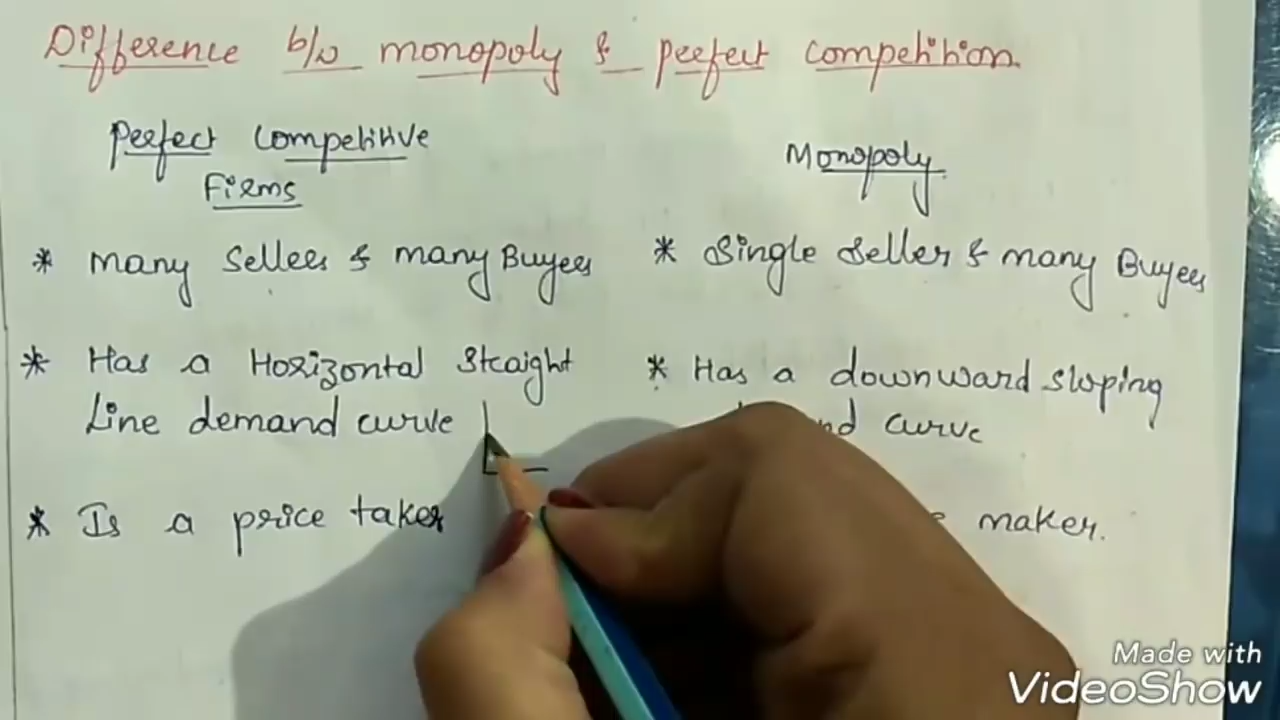 Difference b/w monopoly & perfect competition.
Perfect Competitive
Firms
Monopoly
* many Sellers & many Buyers
* Single Seller & many Buyers
* Has a Horizontal Straight
Line demand curve
* Has a downward sloping
curve
* Is a price taker
maker.
Made with
VideoShow